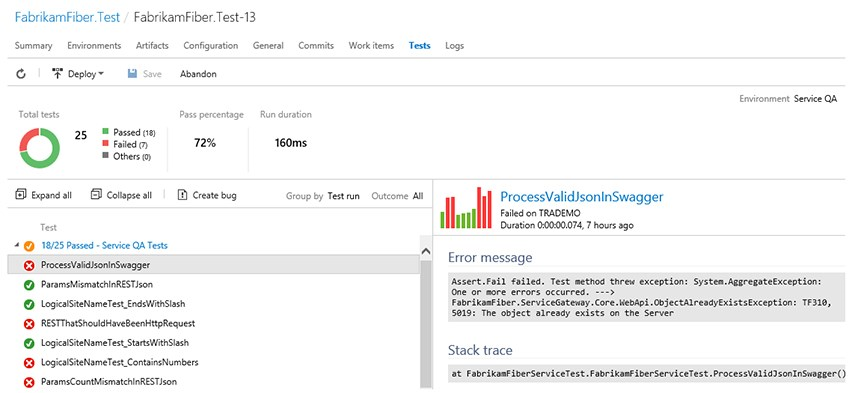 FabrikamFiber.Test / FabrikamFiber.Test-13
Summary Environments Artifacts Configuration General Commits Work items Tests Logs
Deploy Save Abandon
Environment Service QA
Total tests Pass percentage Run duration
25 Passed (18) 72% 160ms
Failed (7)
Others (0)
Expand all Collapse all Create bug Group by Test run Outcome All
Test
18/25 Passed - Service QA Tests
ProcessValidJsonInSwagger
ParamsMismatchInRESTJson
LogicalSiteNameTest_EndsWithSlash
RESTThatShouldHaveBeenHttpRequest
LogicalSiteNameTest_StartsWithSlash
LogicalSiteNameTest_ContainsNumbers
ParamsCountMismatchInRESTJson
ProcessValidJsonInSwagger
Failed on TRADEMO
Duration 0:00:00.074, 7 hours ago
Error message
Assert.Fail failed. Test method threw exception: System.AggregateException:
One or more errors occurred. --->
FabrikamFiber.ServiceGateway.Core.WebApi.ObjectAlreadyExistsException: TF310,
5019: The object already exists on the Server
Stack trace
at FabrikamFiberServiceTest.FabrikamFiberServiceTest.ProcessValidJsonInSwagger()